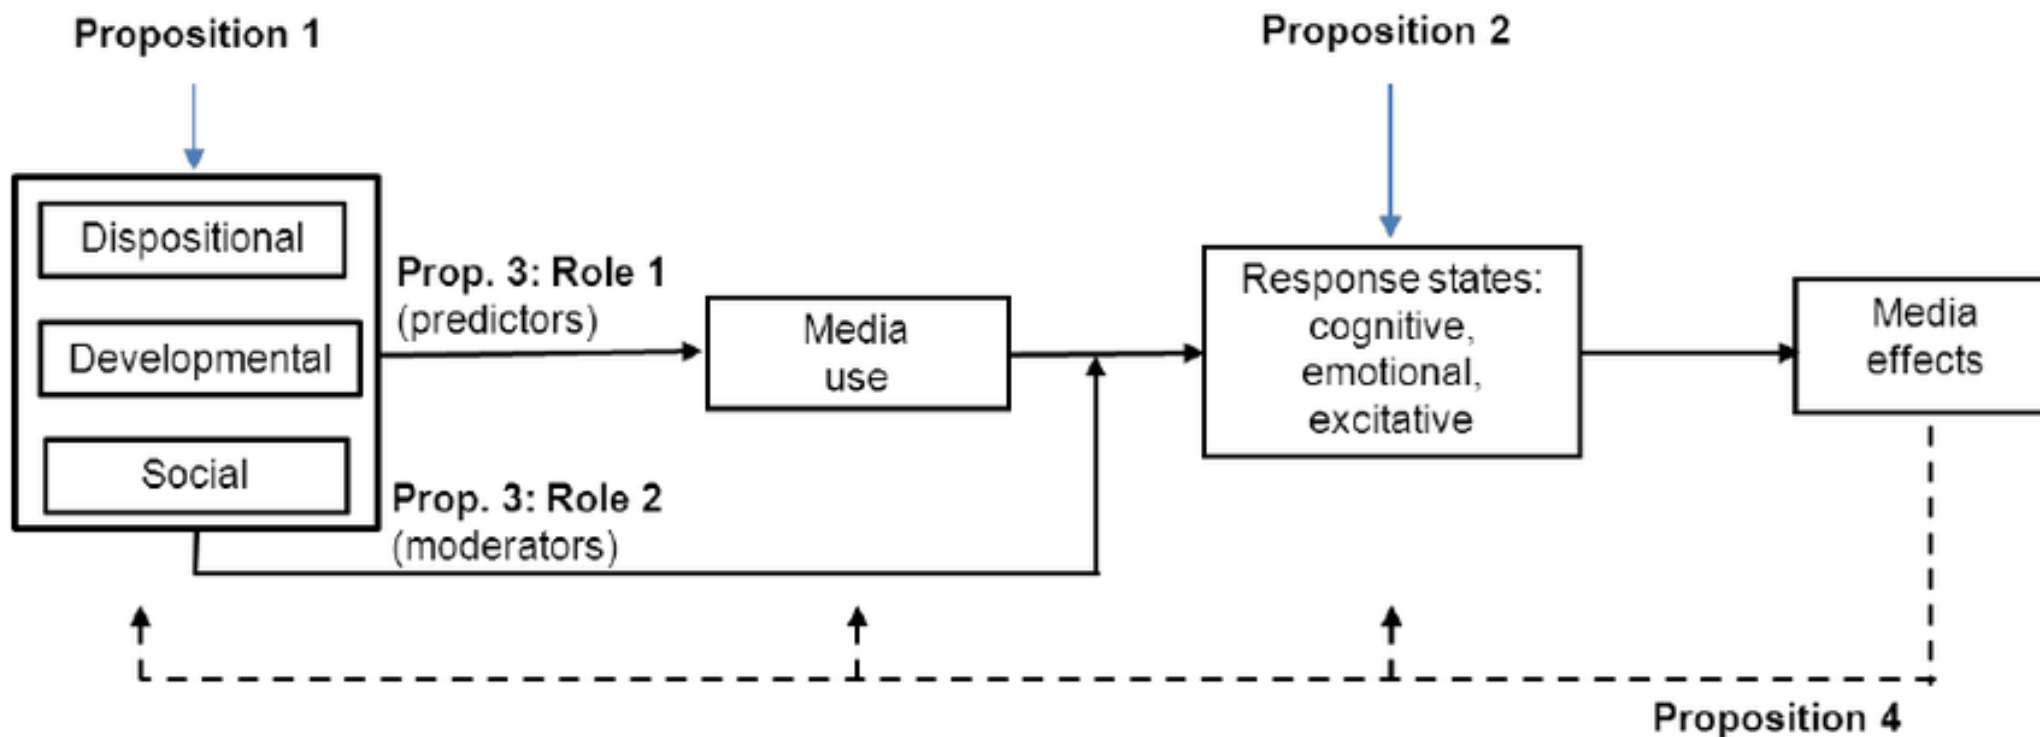 Proposition 1
Proposition 2
Dispositional
Developmental
Social
Prop. 3: Role 1
(predictors)
Prop. 3: Role 2
(moderators)
Media
use
Response states:
cognitive,
emotional,
excitative
Media
effects
Proposition 4